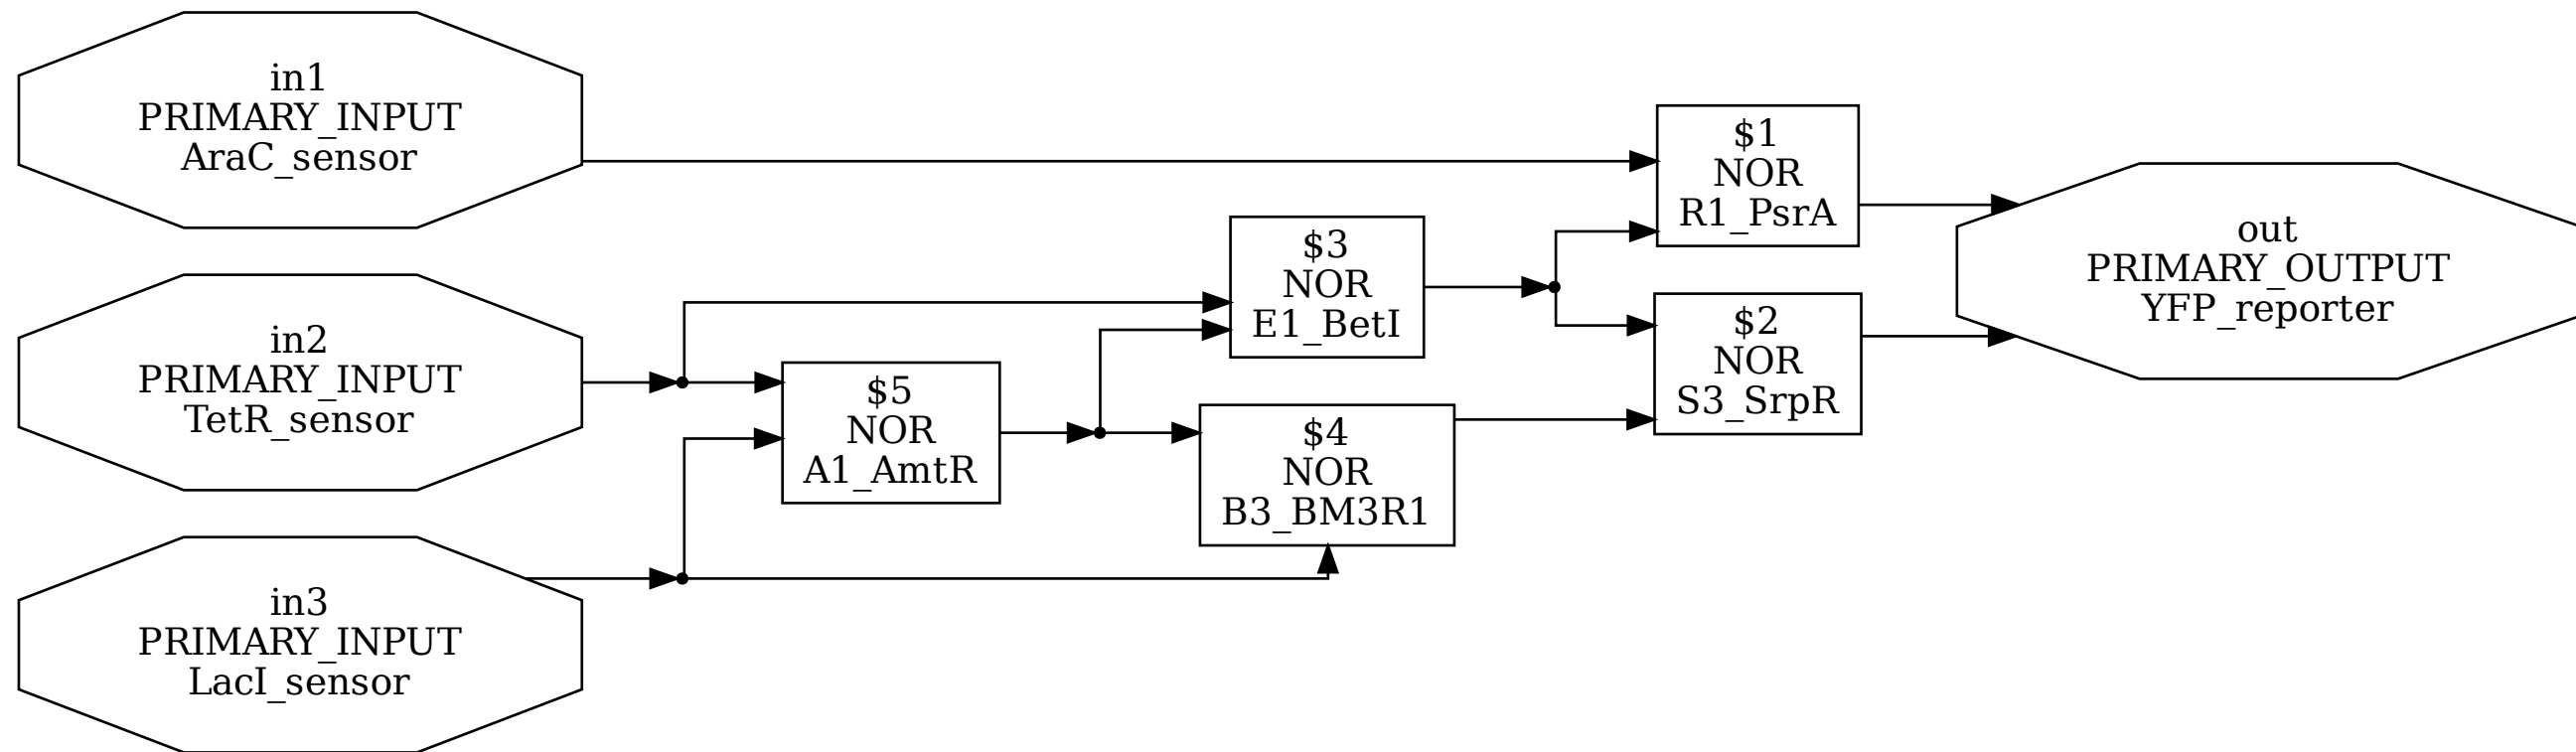 in1
PRIMARY_INPUT
AraC_sensor
$1
NOR
R1_PsrA
out
PRIMARY_OUTPUT
YFP_reporter
$3
NOR
E1_BetI
$2
NOR
S3_SrpR
in2
PRIMARY_INPUT
TetR_sensor
$5
NOR
A1_AmtR
$4
NOR
B3_BM3R1
in3
PRIMARY_INPUT
LacI_sensor